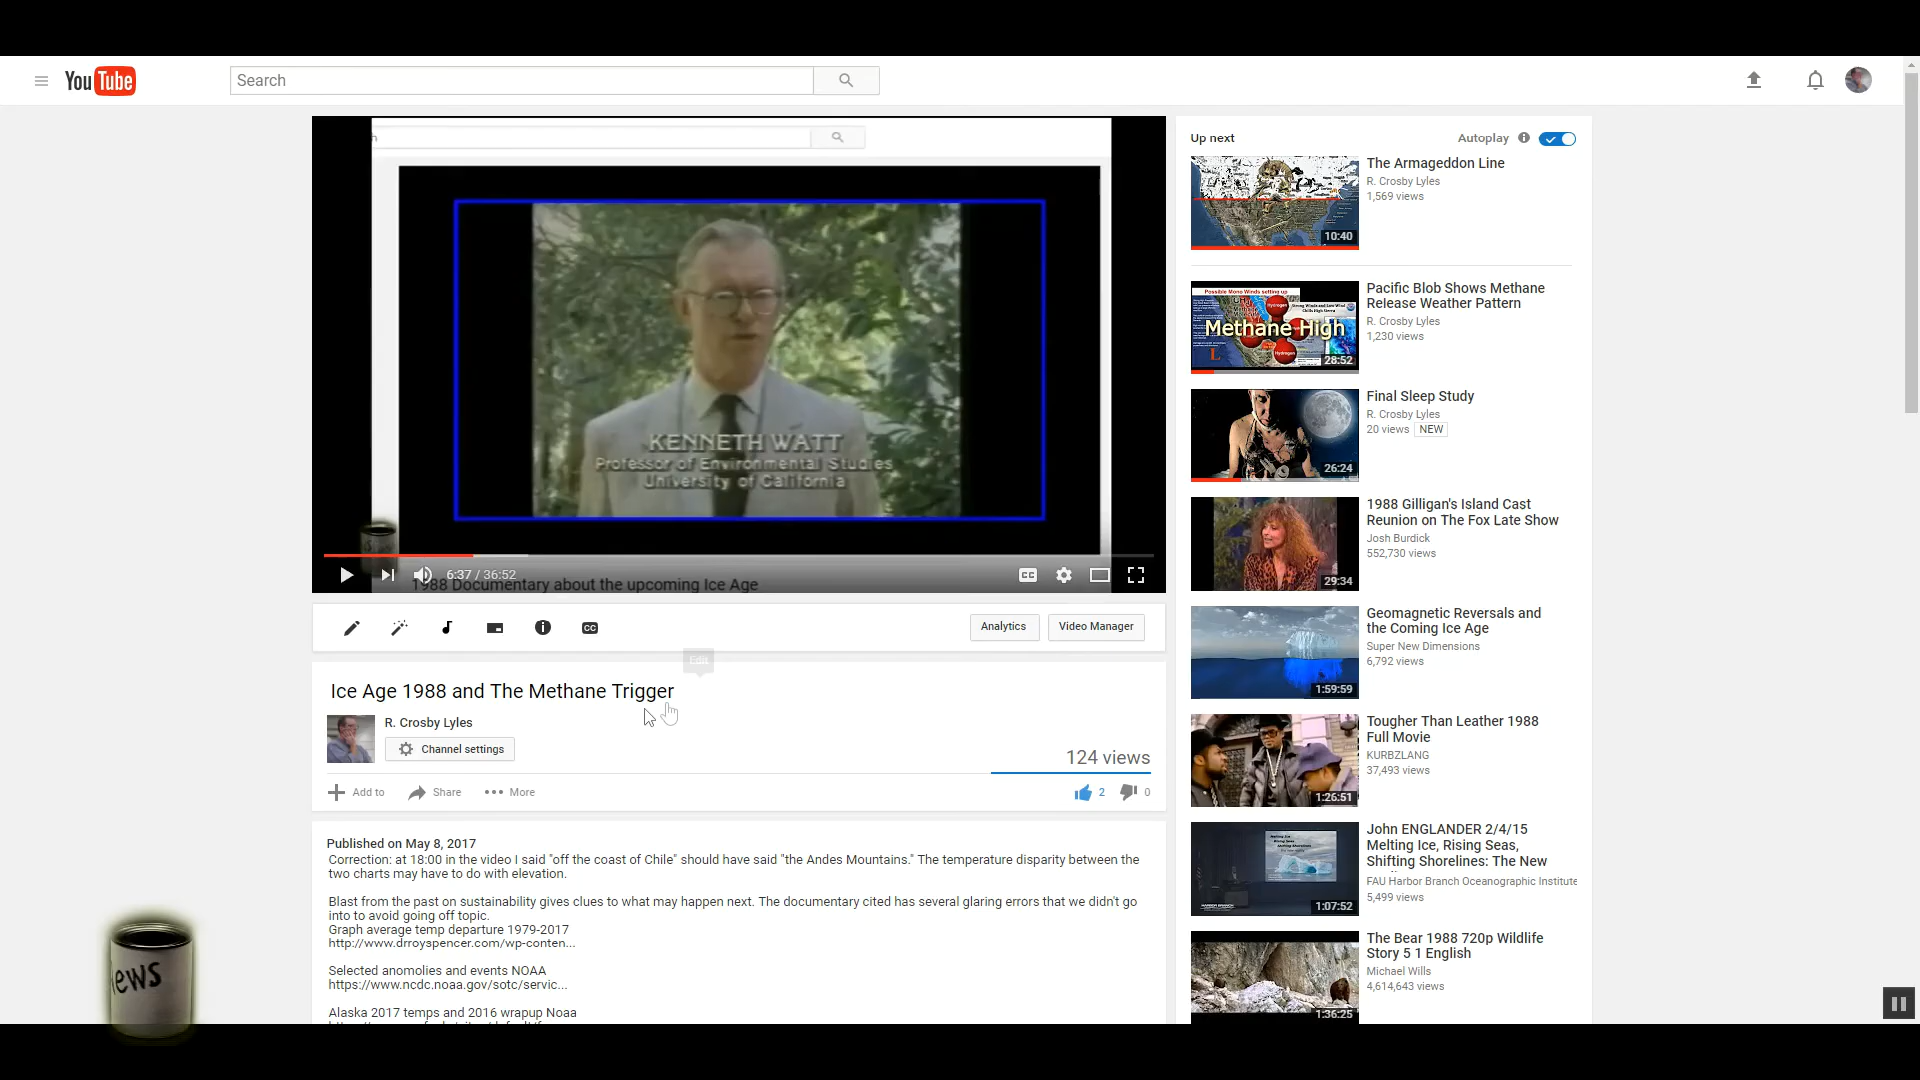 YouTube
Search
KENNETH WATT
Professor of Environmental Studies
University of California
6:37 / 36:52
1988 Documentary about the upcoming Ice Age
CC
Analytics
Video Manager
Edit
Ice Age 1988 and The Methane Trigger
R. Crosby Lyles
Channel settings
124 views
Add to
Share
More
2
0
Published on May 8, 2017
Correction: at 18:00 in the video I said "off the coast of Chile" should have said "the Andes Mountains." The temperature disparity between the
two charts may have to do with elevation.
Blast from the past on sustainability gives clues to what may happen next. The documentary cited has several glaring errors that we didn't go
into to avoid going off topic.
Graph average temp departure 1979-2017
http://www.drroyspencer.com/wp-conten...
Selected anomolies and events NOAA
https://www.ncdc.noaa.gov/sotc/servic...
Alaska 2017 temps and 2016 wrapup Noaa
Up next
Autoplay
The Armageddon Line
R. Crosby Lyles
1,569 views
10:40
Pacific Blob Shows Methane
Release Weather Pattern
R. Crosby Lyles
1,230 views
Possible Mono Winds setting up
Methane High
28:52
Final Sleep Study
R. Crosby Lyles
20 views NEW
26:24
1988 Gilligan's Island Cast
Reunion on The Fox Late Show
Josh Burdick
552,730 views
29:34
Geomagnetic Reversals and
the Coming Ice Age
Super New Dimensions
6,792 views
1:59:59
Tougher Than Leather 1988
Full Movie
KURBZLANG
37,493 views
1:26:51
John ENGLANDER 2/4/15
Melting Ice, Rising Seas,
Shifting Shorelines: The New
FAU Harbor Branch Oceanographic Institute
5,499 views
1:07:52
The Bear 1988 720p Wildlife
Story 5 1 English
Michael Wills
4,614,643 views
1:36:25
ews